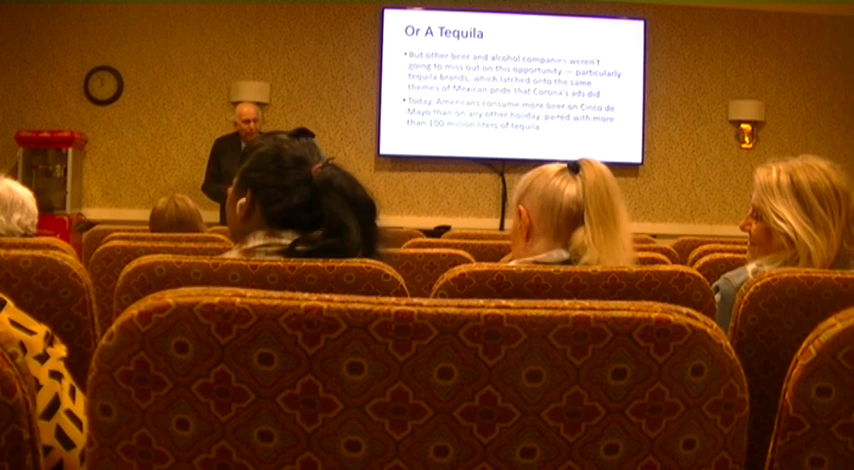 Or A Tequila
• But other beer and alcohol companies weren't
going to miss out on this opportunity — particularly
tequila brands, which latched onto the same
themes of Mexican pride that Corona's ads did
• Today, Americans consume more beer on Cinco de
Mayo than on any other holiday, paired with more
than 100 million liters of tequila